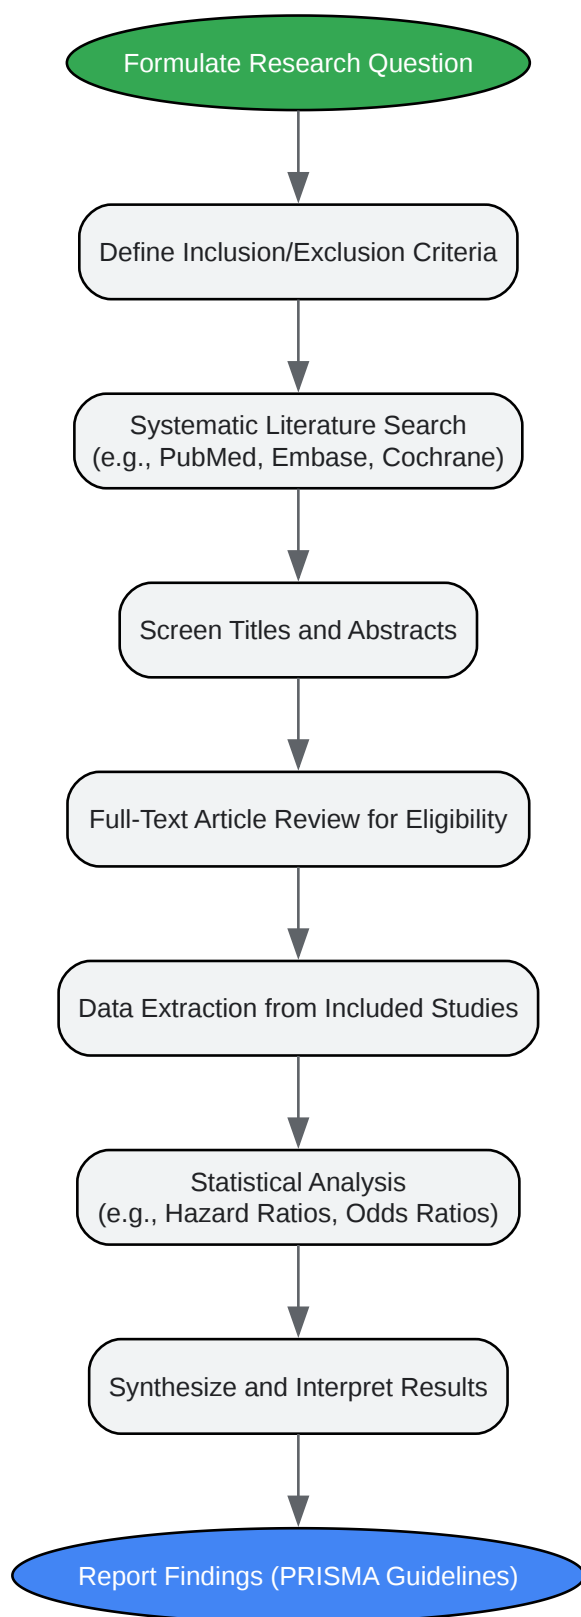 Formulate Research Question
Define Inclusion/Exclusion Criteria
Systematic Literature Search
(e.g., PubMed, Embase, Cochrane)
Screen Titles and Abstracts
Full-Text Article Review for Eligibility
Data Extraction from Included Studies
Statistical Analysis
(e.g., Hazard Ratios, Odds Ratios)
Synthesize and Interpret Results
Report Findings (PRISMA Guidelines)